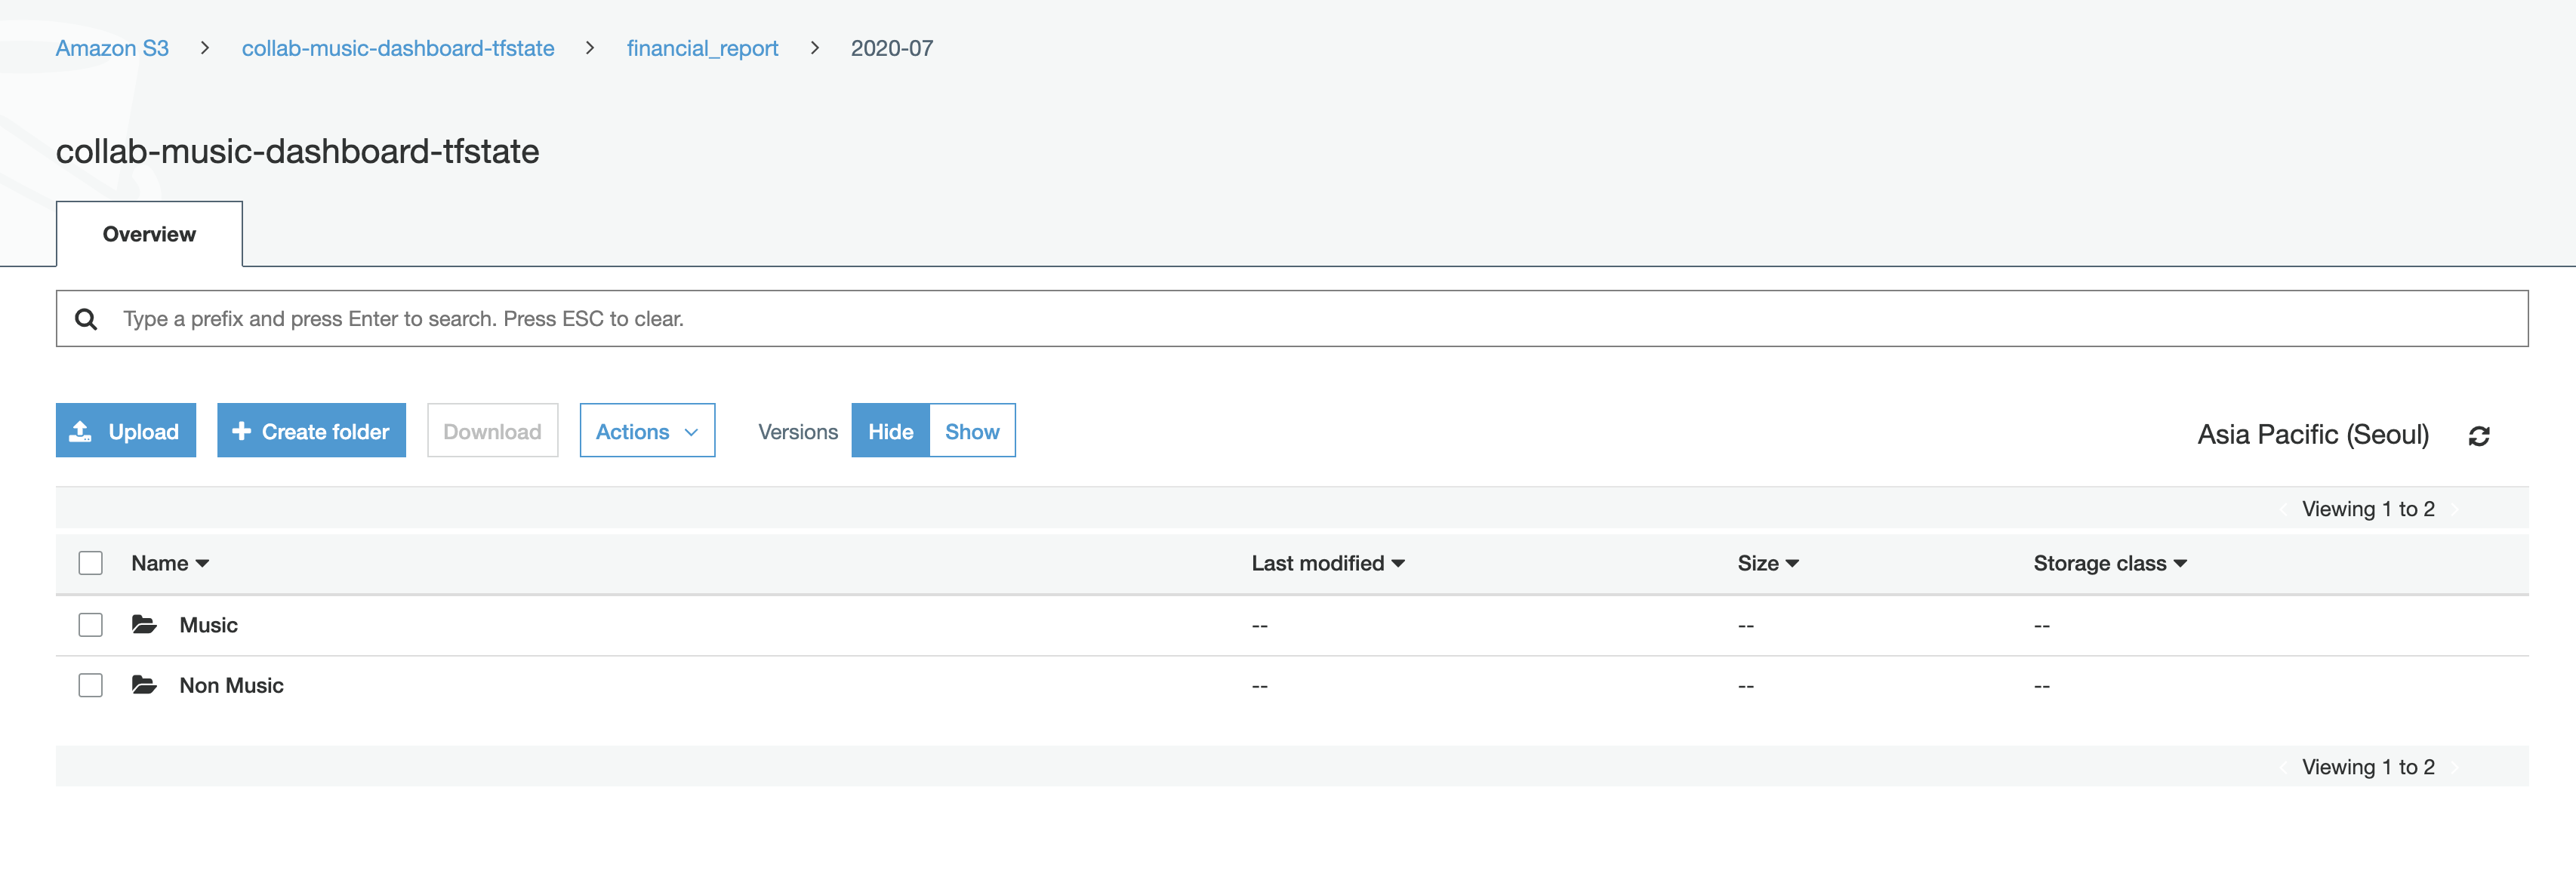 Amazon S3 > collab-music-dashboard-tfstate > financial_report > 2020-07
collab-music-dashboard-tfstate
Overview
Type a prefix and press Enter to search. Press ESC to clear.
Upload + Create folder Download Actions Versions Hide Show Asia Pacific (Seoul)
Viewing 1 to 2
Name Last modified Size Storage class
Music -- -- --
Non Music -- -- --
Viewing 1 to 2